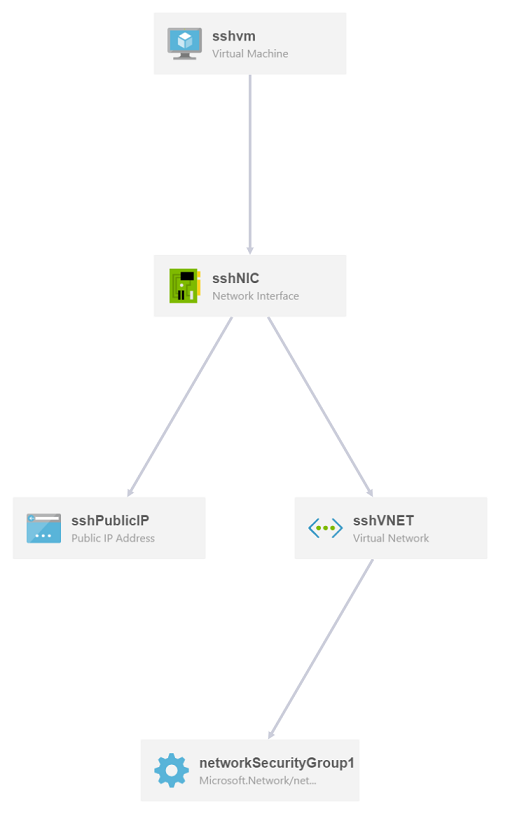 sshvm
Virtual Machine
sshNIC
Network Interface
sshPublicIP
Public IP Address
sshVNET
Virtual Network
networkSecurityGroup1
Microsoft.Network/net...